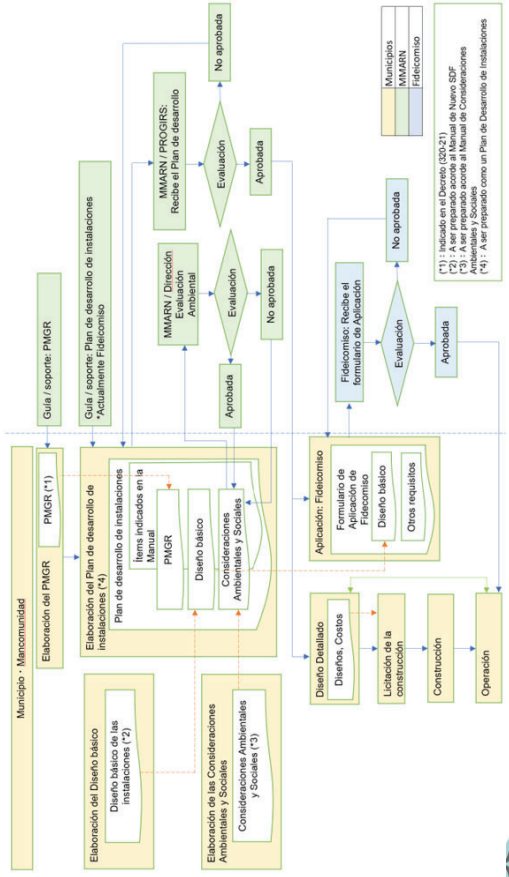 Municipio・Mancomunidad
Elaboración del PMGR
PMGR (*1)
Guía / soporte: PMGR
Guía / soporte: Plan de desarrollo de instalaciones
*Actualmente Fideicomiso
Elaboración del Diseño básico
Diseño básico de las
instalaciones (*2)
Elaboración de las Consideraciones
Ambientales y Sociales
Consideraciones Ambientales
y Sociales (*3)
Elaboración del Plan de desarrollo de
instalaciones (*4)
Plan de desarrollo de instalaciones
Ítems indicados en la
Manual
PMGR
Diseño básico
Consideraciones
Ambientales y Sociales
MMARN / Dirección
Evaluación
Ambiental
Evaluación
Aprobada
No aprobada
MMARN / PROGIRS:
Recibe el Plan de desarrollo
Evaluación
No aprobada
Aprobada
Diseño Detallado
Diseños, Costos
Licitación de la
construcción
Construcción
Operación
Aplicación: Fideicomiso
Formulario de
Aplicación de
Fidecomiso
Diseño básico
Otros requisitos
Fideicomiso: Recibe el
formulario de Aplicación
Evaluación
No aprobada
Aprobada
Municipios
MMARN
Fideicomiso
(*1) : Indicado en el Decreto (320-21)
(*2) : A ser preparado acorde al Manual de Nuevo SDF
(*3) : A ser preparado acorde al Manual de Consideraciones
Ambientales y Sociales
(*4) : A ser preparado como un Plan de Desarrollo de Instalaciones